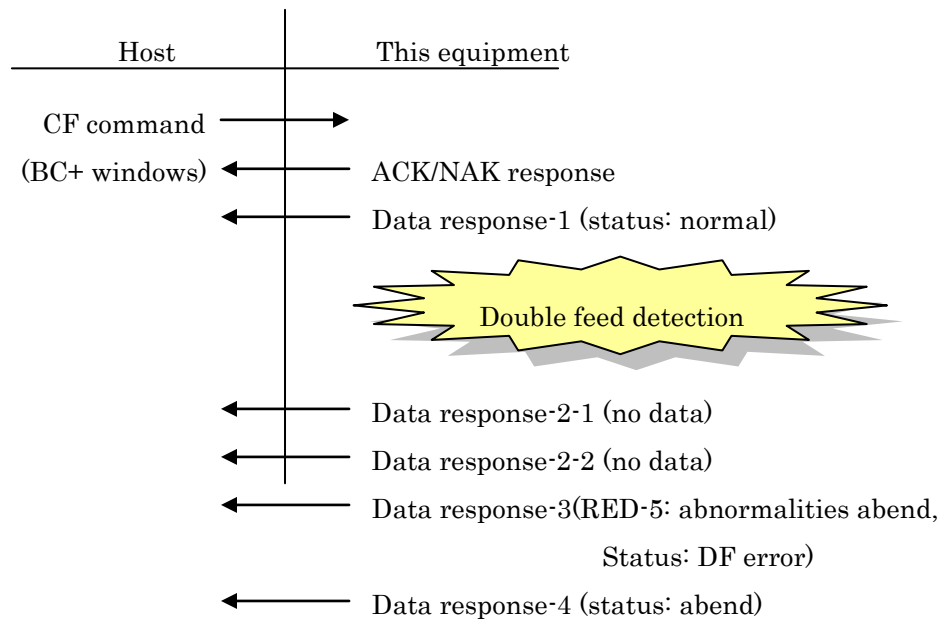 Host This equipment
CF command
(BC+ windows) ACK/NAK response
Data response-1 (status: normal)
Double feed detection
Data response-2-1 (no data)
Data response-2-2 (no data)
Data response-3(RED-5: abnormalities abend,
Status: DF error)
Data response-4 (status: abend)